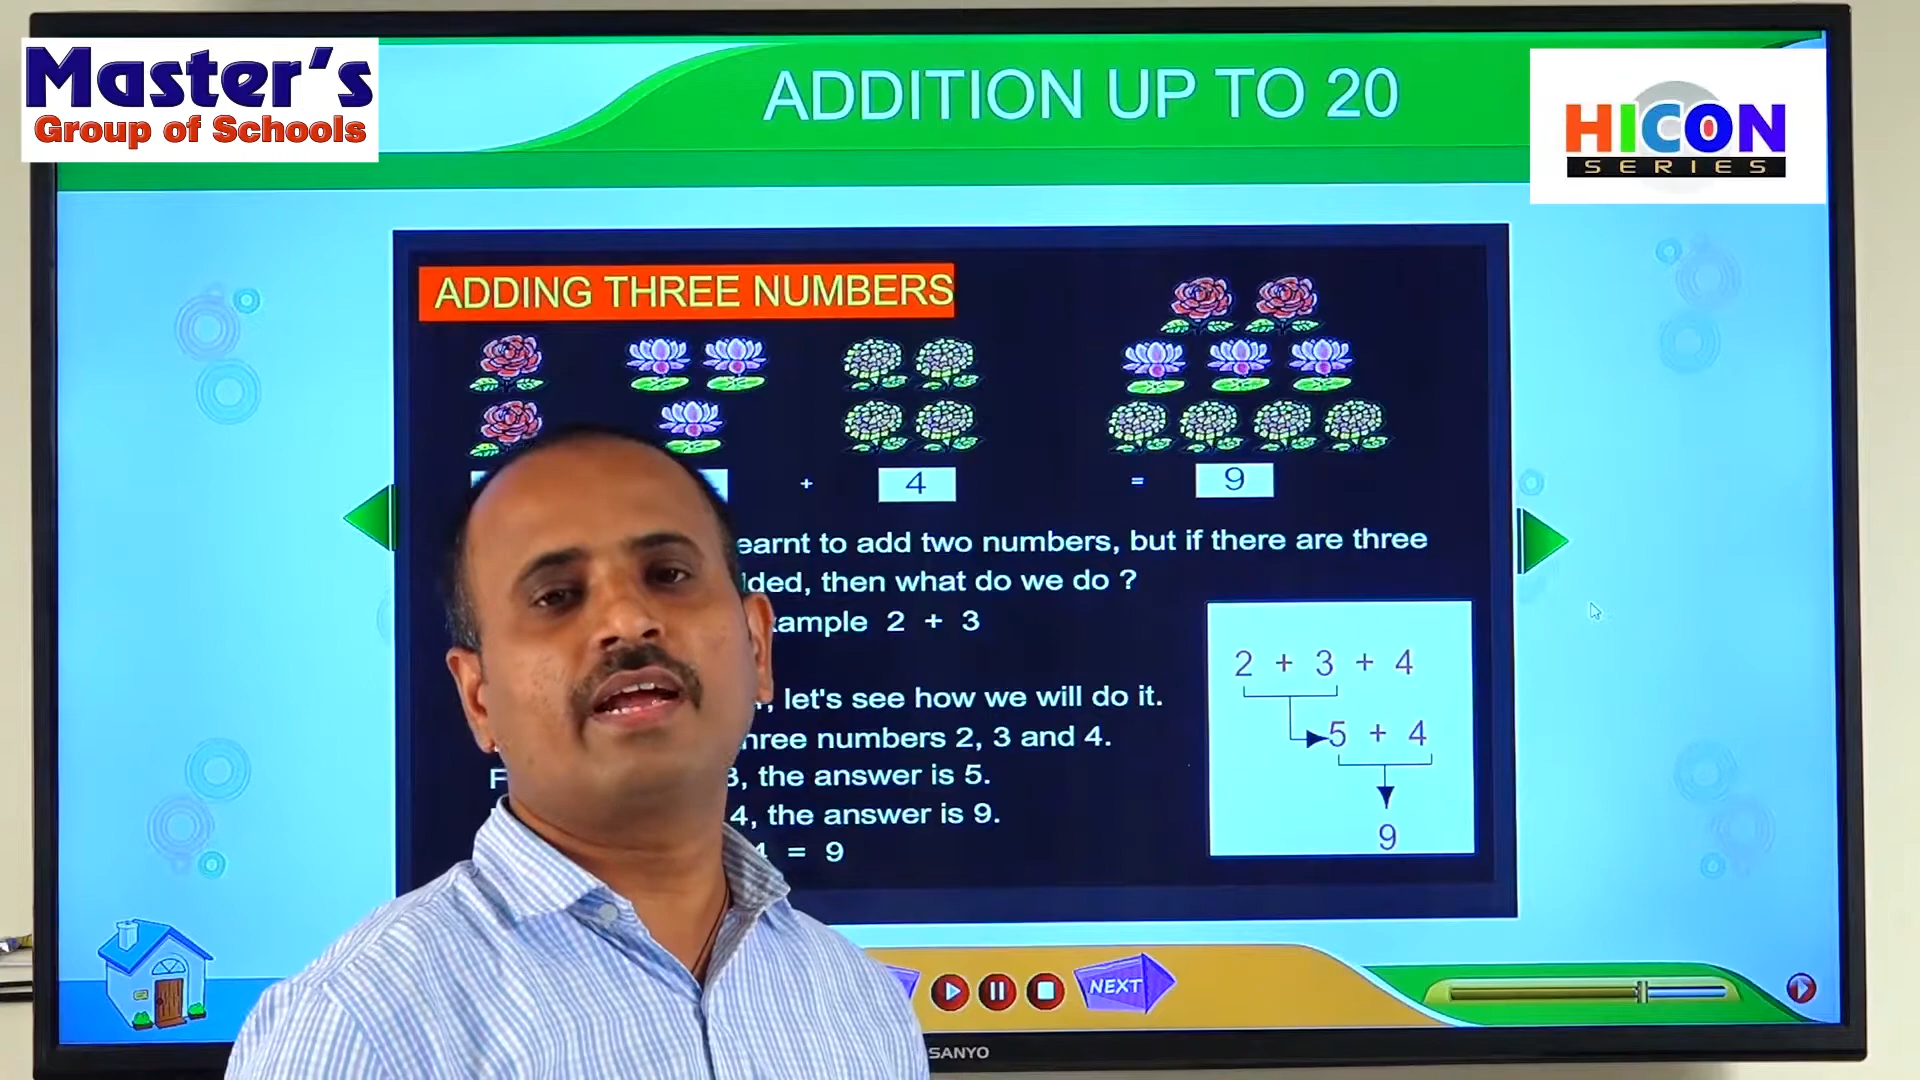 Master's
Group of Schools
ADDITION UP TO 20
HICON
SERIES
ADDING THREE NUMBERS
+ 4 = 9
earnt to add two numbers, but if there are three
dded, then what do we do ?
xample 2 + 3
let's see how we will do it.
hree numbers 2, 3 and 4.
F 3, the answer is 5.
4, the answer is 9.
4 = 9
2 + 3 + 4
5 + 4
9
NEXT
SANYO